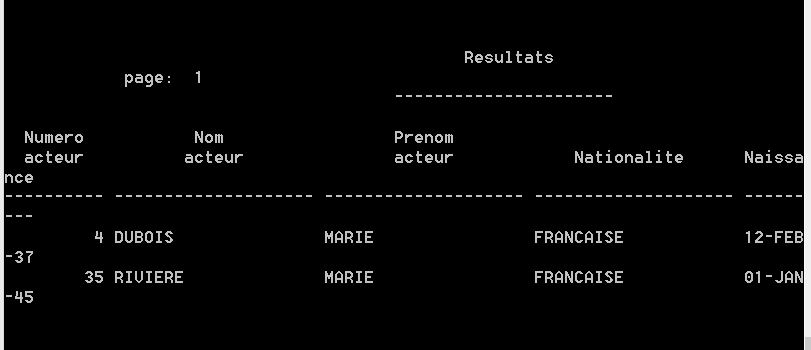 Resultats
page:  1
----------------------
Numero Nom Prenom
acteur acteur acteur Nationalite Naissa
nce
---------- -------------------- -------------------- -------------------- ------
---
4 DUBOIS MARIE FRANCAISE 12-FEB
-37
35 RIVIERE MARIE FRANCAISE 01-JAN
-45